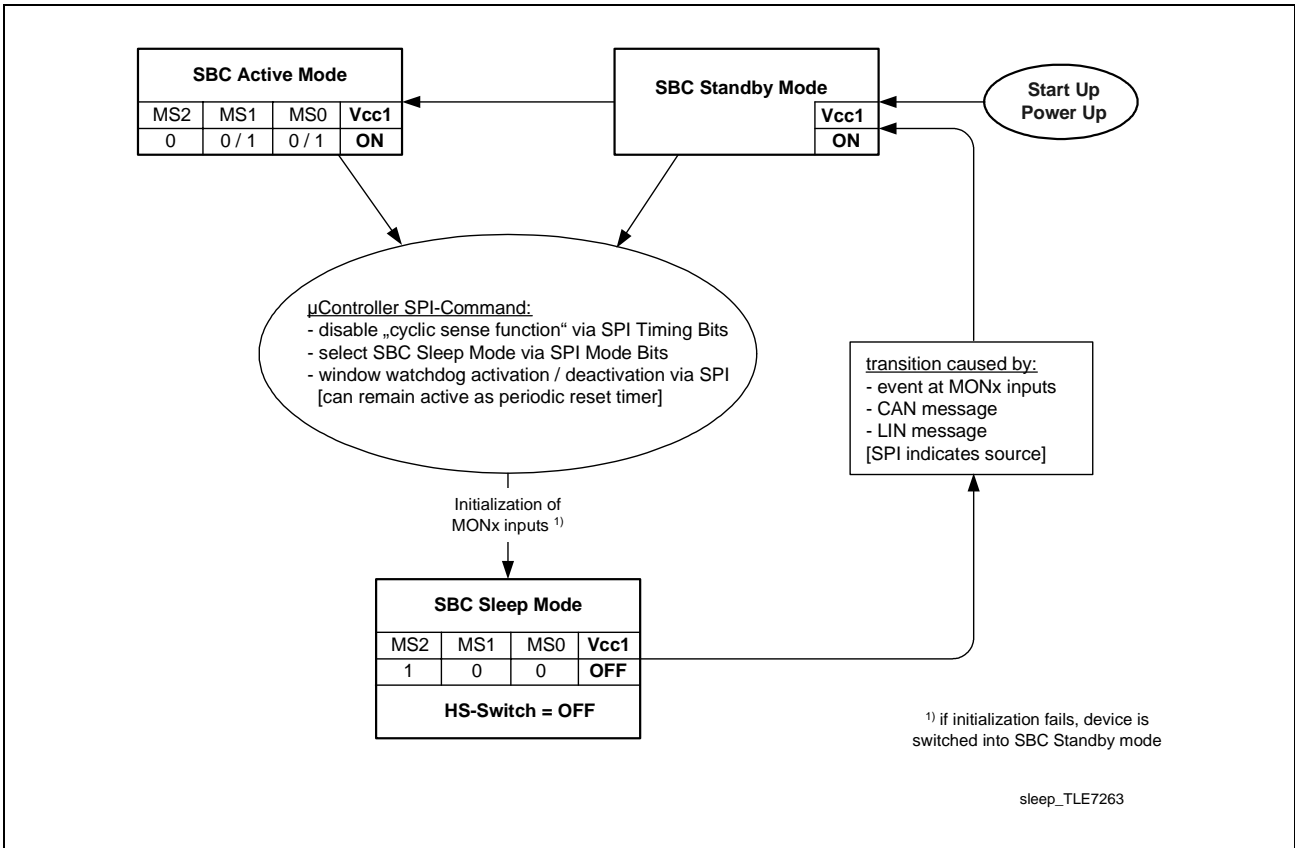 SBC Active Mode
MS2 MS1 MS0 Vcc1
0 0 / 1 0 / 1 ON
SBC Standby Mode
Vcc1
ON
Start Up
Power Up
µController SPI-Command:
- disable „cyclic sense function“ via SPI Timing Bits
- select SBC Sleep Mode via SPI Mode Bits
- window watchdog activation / deactivation via SPI
[can remain active as periodic reset timer]
transition caused by:
- event at MONx inputs
- CAN message
- LIN message
[SPI indicates source]
Initialization of
MONx inputs 1)
SBC Sleep Mode
MS2 MS1 MS0 Vcc1
1 0 0 OFF
HS-Switch = OFF
1) if initialization fails, device is
switched into SBC Standby mode
sleep_TLE7263